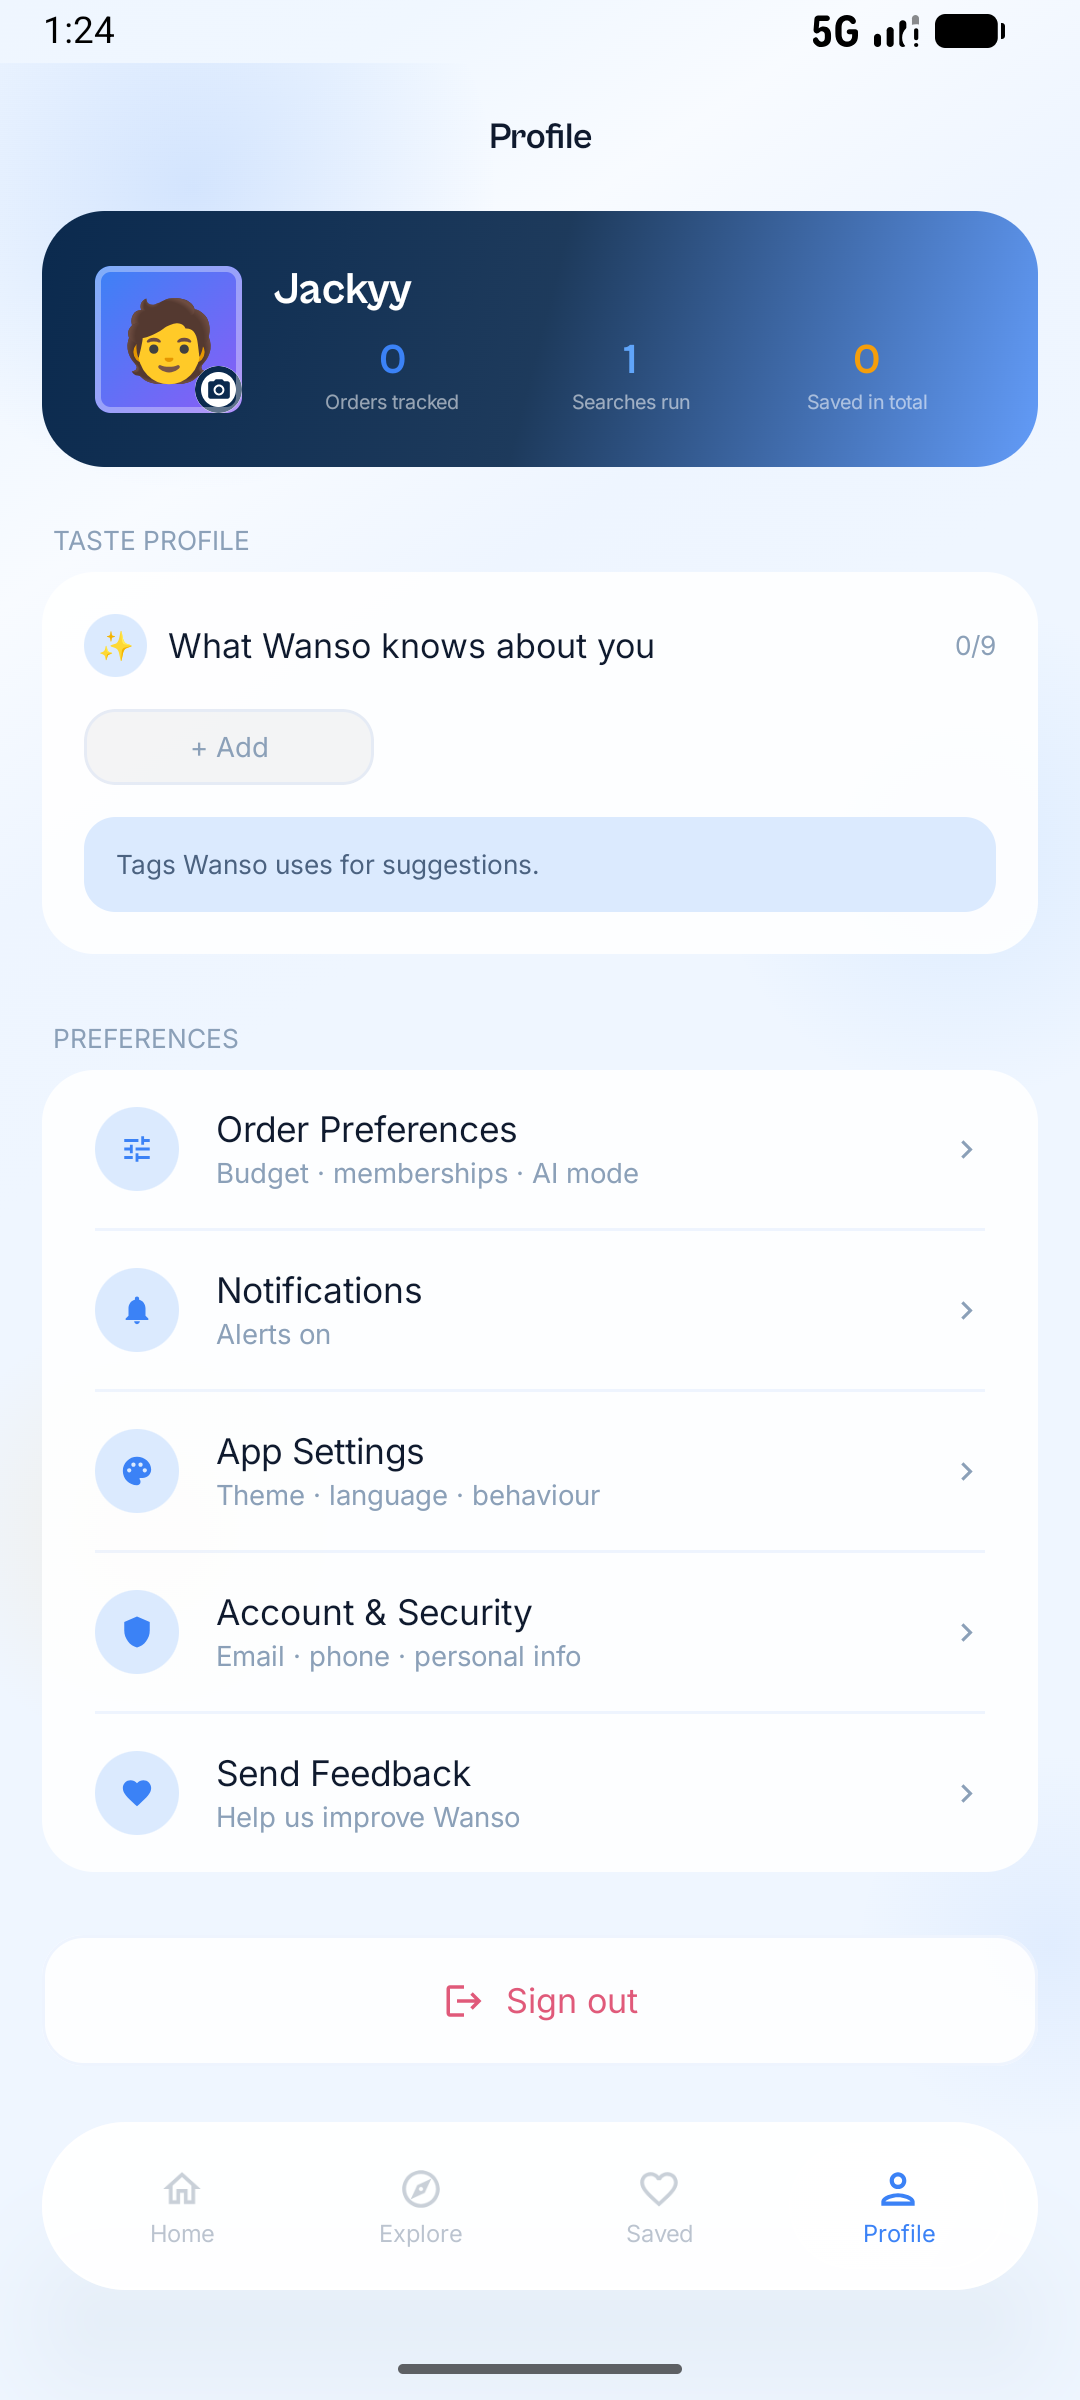 1:24
5G
Profile
Jackyy
0
1
0
Orders tracked
Searches run
Saved in total
TASTE PROFILE
What Wanso knows about you
0/9
+ Add
Tags Wanso uses for suggestions.
PREFERENCES
Order Preferences
Budget · memberships · AI mode
Notifications
Alerts on
App Settings
Theme · language · behaviour
Account & Security
Email · phone · personal info
Send Feedback
Help us improve Wanso
Sign out
Home
Explore
Saved
Profile